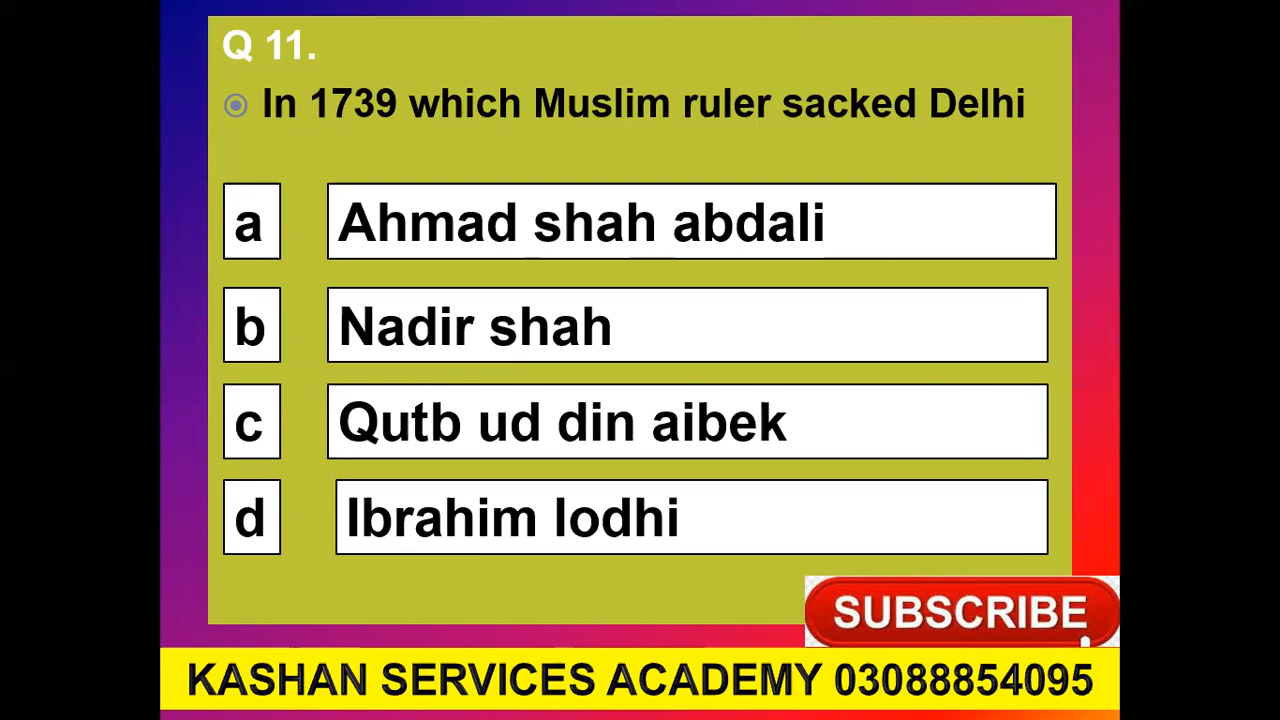 Q 11.
In 1739 which Muslim ruler sacked Delhi
a Ahmad shah abdali
b Nadir shah
c Qutb ud din aibek
d Ibrahim lodhi
SUBSCRIBE
KASHAN SERVICES ACADEMY 03088854095